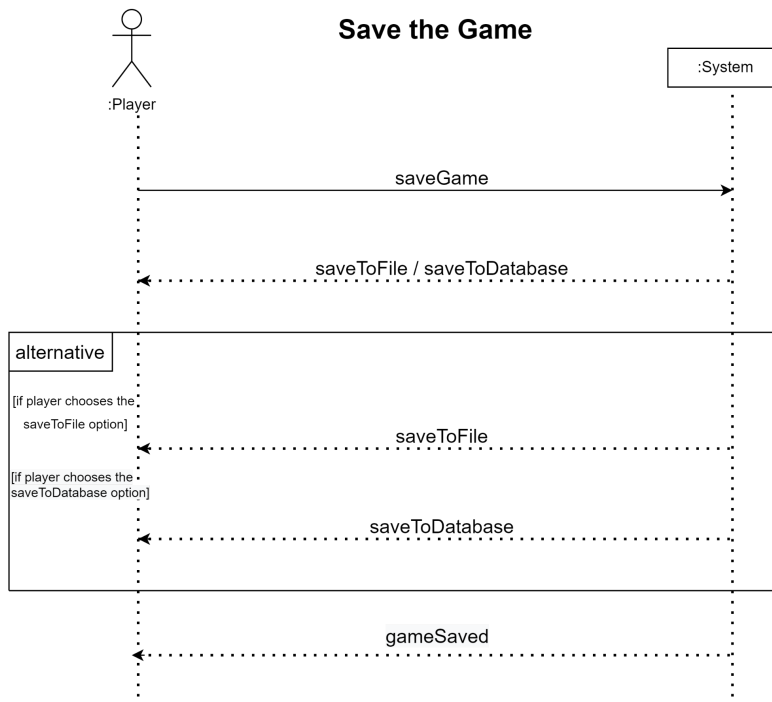 Save the Game
:System
:Player
saveGame
saveToFile / saveToDatabase
alternative
[if player chooses the
saveToFile option]
saveToFile
[if player chooses the
saveToDatabase option]
saveToDatabase
gameSaved